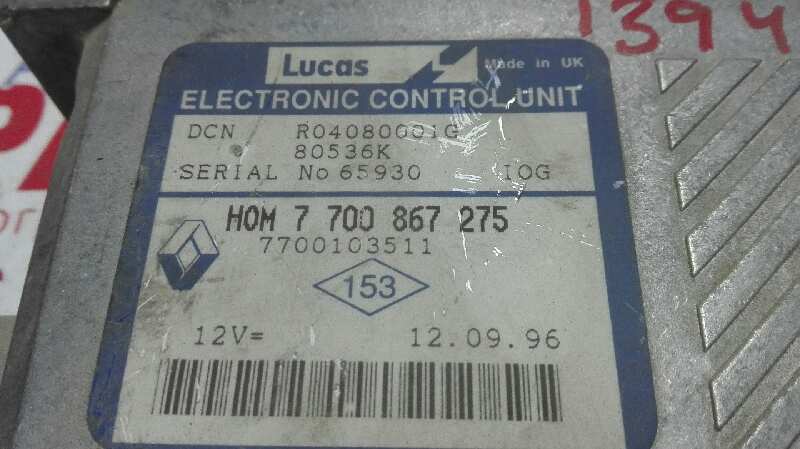 1394
Lucas
Made in UK
ELECTRONIC CONTROL UNIT
DCN R04080001G
80536K
SERIAL No 65930 IOG
HOM 7 700 867 275
7700103511
153
12V= 12.09.96